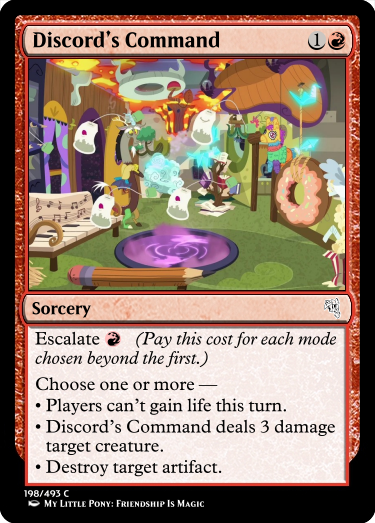 Discord's Command 1
Sorcery
Escalate (Pay this cost for each mode
chosen beyond the first.)
Choose one or more —
• Players can't gain life this turn.
• Discord's Command deals 3 damage
target creature.
• Destroy target artifact.
198/493 C
My Little Pony: Friendship Is Magic